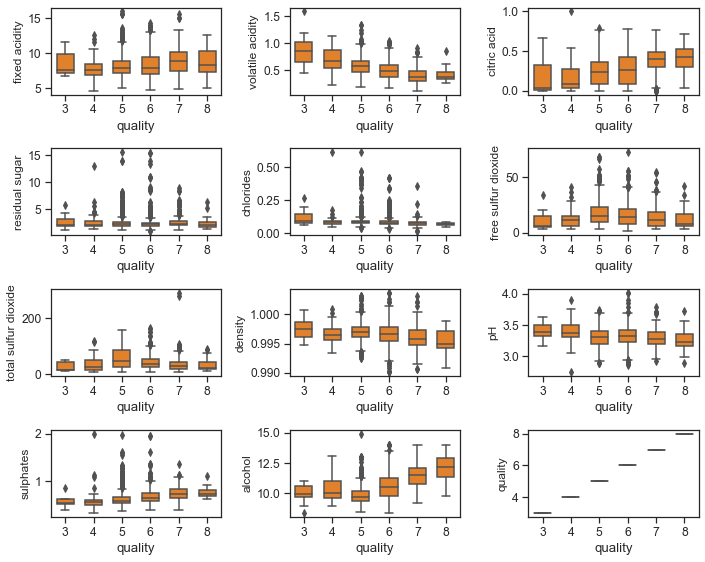 fixed acidity
15
10
5
3 4 5 6 7 8
quality
volatile acidity
1.5
1.0
0.5
3 4 5 6 7 8
quality
citric acid
1.0
0.5
0.0
3 4 5 6 7 8
quality
residual sugar
15
10
5
3 4 5 6 7 8
quality
chlorides
0.50
0.25
0.00
3 4 5 6 7 8
quality
free sulfur dioxide
50
0
3 4 5 6 7 8
quality
total sulfur dioxide
200
0
3 4 5 6 7 8
quality
density
1.000
0.995
0.990
3 4 5 6 7 8
quality
pH
4.0
3.5
3.0
3 4 5 6 7 8
quality
sulphates
2
1
3 4 5 6 7 8
quality
alcohol
15.0
12.5
10.0
3 4 5 6 7 8
quality
quality
8
6
4
3 4 5 6 7 8
quality